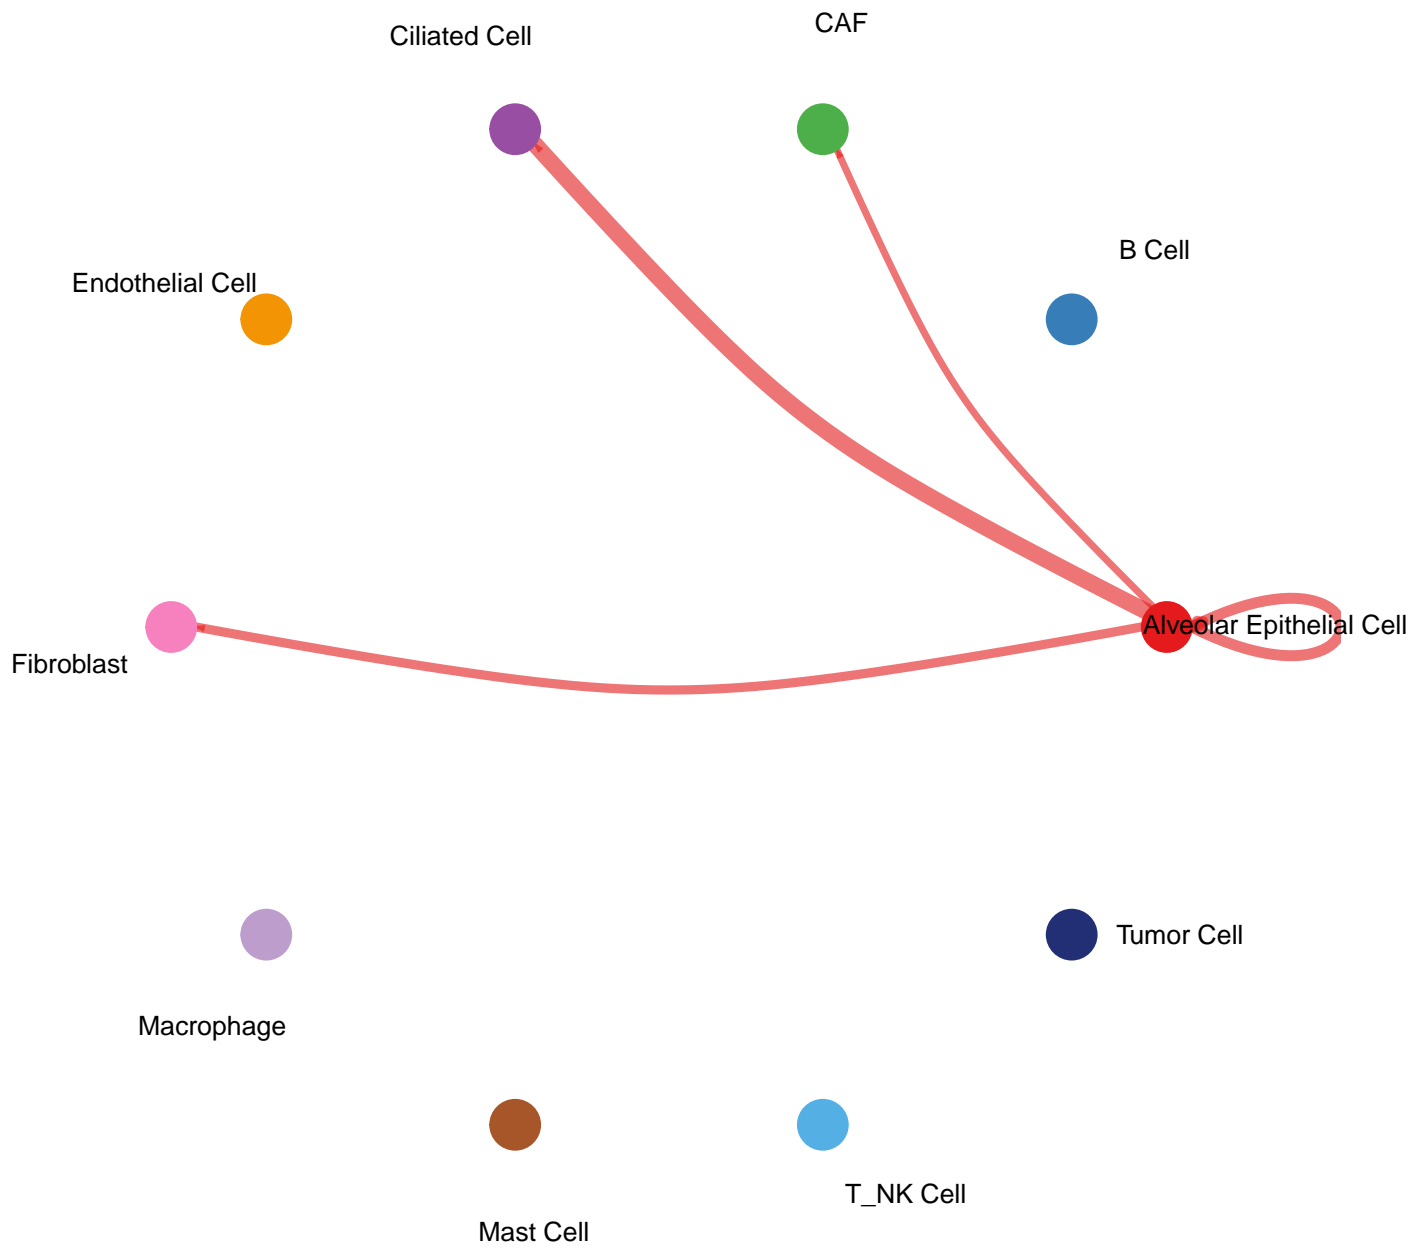 CAF
Ciliated Cell
B Cell
Endothelial Cell
Alveolar Epithelial Cell
Fibroblast
Tumor Cell
Macrophage
T_NK Cell
Mast Cell